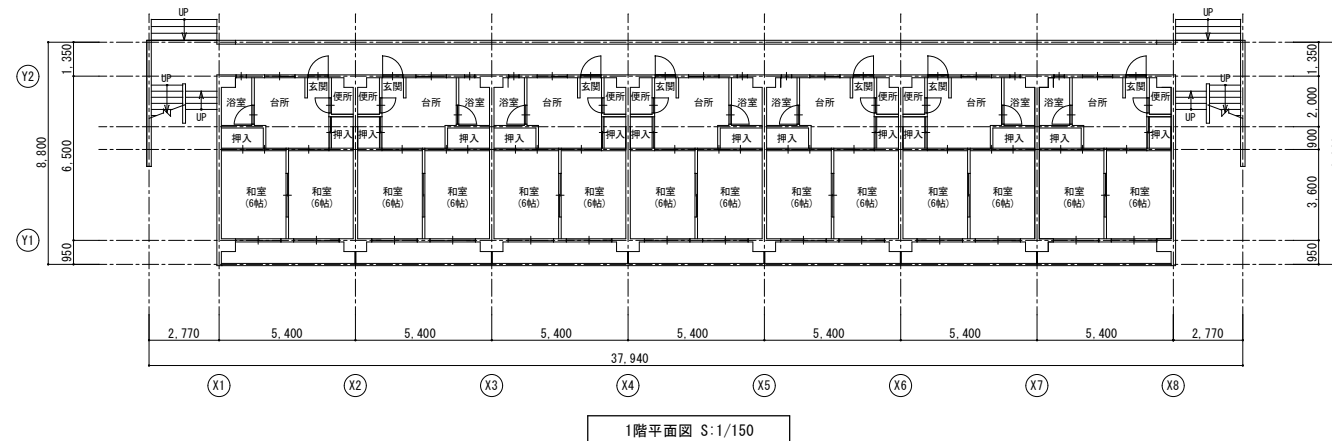 UP UP
1,350 1,350
Y2
UP UP
UP UP
2,000
玄関 玄関 玄関 玄関 玄関 玄関 玄関
浴室 台所 便所 便所 台所 浴室 浴室 台所 便所 便所 台所 浴室 浴室 台所 便所 便所 台所 浴室 浴室 台所 便所
押入 押入 押入 押入 押入 押入 押入 押入 押入 押入 押入 押入 押入 押入
900
8,800 6,500
3,600
和室 和室 和室 和室 和室 和室 和室 和室 和室 和室 和室 和室 和室 和室
(6帖) (6帖) (6帖) (6帖) (6帖) (6帖) (6帖) (6帖) (6帖) (6帖) (6帖) (6帖) (6帖) (6帖)
Y1
950 950
2,770 5,400 5,400 5,400 5,400 5,400 5,400 5,400 2,770
37,940
X1 X2 X3 X4 X5 X6 X7 X8
1階平面図 S:1/150